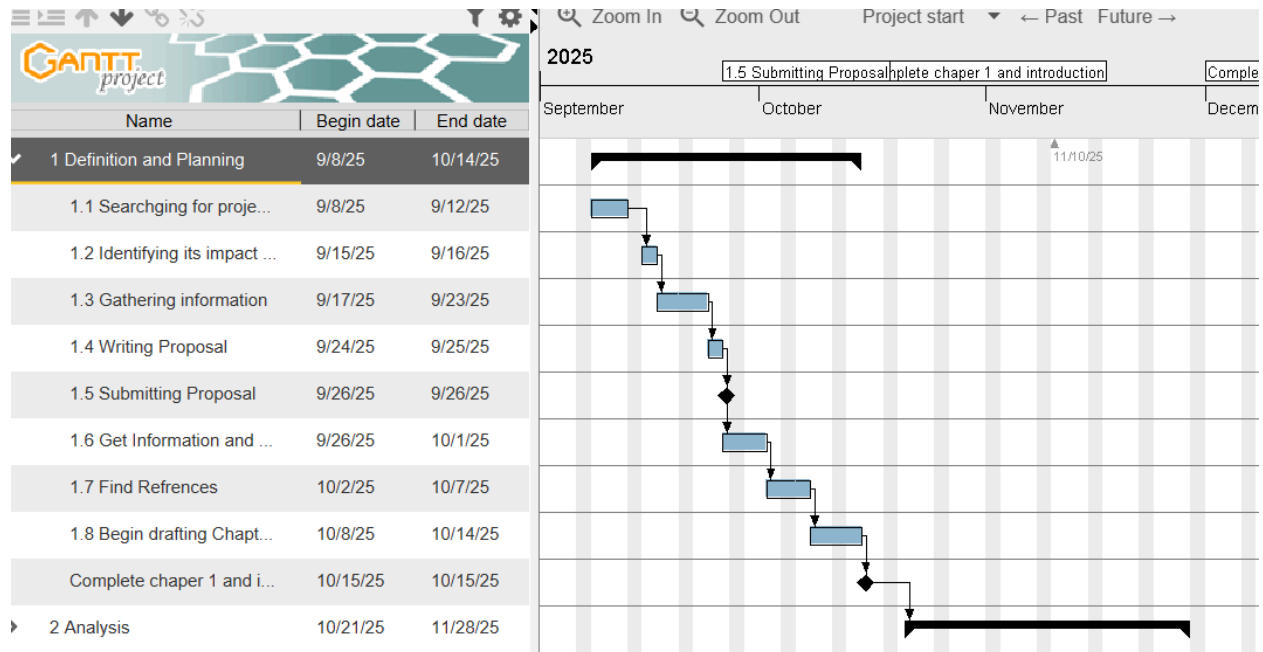 Zoom In Zoom Out Project start ← Past Future →
GANTT
project
2025
1.5 Submitting Proposal
chaper 1 and introduction
Comple
September October November Decem
Name Begin date End date
1 Definition and Planning 9/8/25 10/14/25
11/10/25
1.1 Searchging for proje... 9/8/25 9/12/25
1.2 Identifying its impact ... 9/15/25 9/16/25
1.3 Gathering information 9/17/25 9/23/25
1.4 Writing Proposal 9/24/25 9/25/25
1.5 Submitting Proposal 9/26/25 9/26/25
1.6 Get Information and ... 9/26/25 10/1/25
1.7 Find Refrences 10/2/25 10/7/25
1.8 Begin drafting Chapt... 10/8/25 10/14/25
Complete chaper 1 and i... 10/15/25 10/15/25
2 Analysis 10/21/25 11/28/25